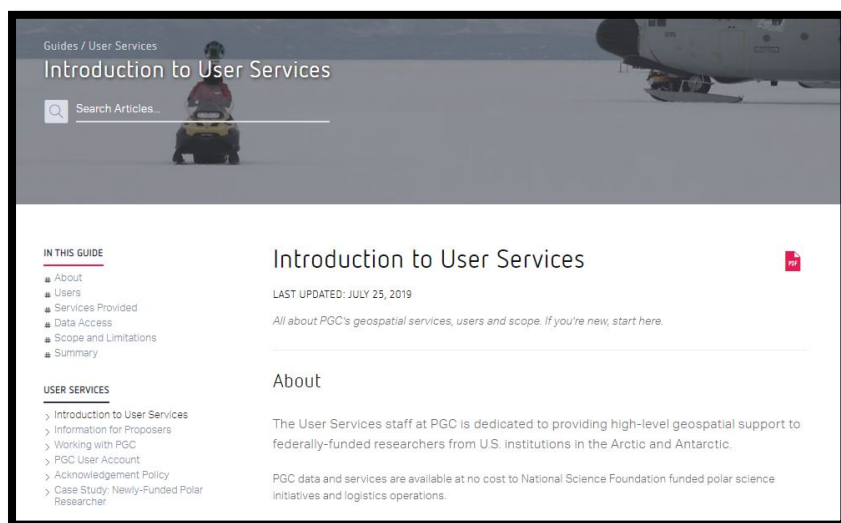 Guides / User Services
Introduction to User Services
Search Articles...
IN THIS GUIDE
# About
# Users
# Services Provided
# Data Access
# Scope and Limitations
# Summary
USER SERVICES
> Introduction to User Services
> Information for Proposers
> Working with PGC
> PGC User Account
> Acknowledgement Policy
> Case Study: Newly-Funded Polar
Researcher
Introduction to User Services
PDF
LAST UPDATED: JULY 25, 2019
All about PGC's geospatial services, users and scope. If you're new, start here.
About
The User Services staff at PGC is dedicated to providing high-level geospatial support to
federally-funded researchers from U.S. institutions in the Arctic and Antarctic.
PGC data and services are available at no cost to National Science Foundation funded polar science
initiatives and logistics operations.